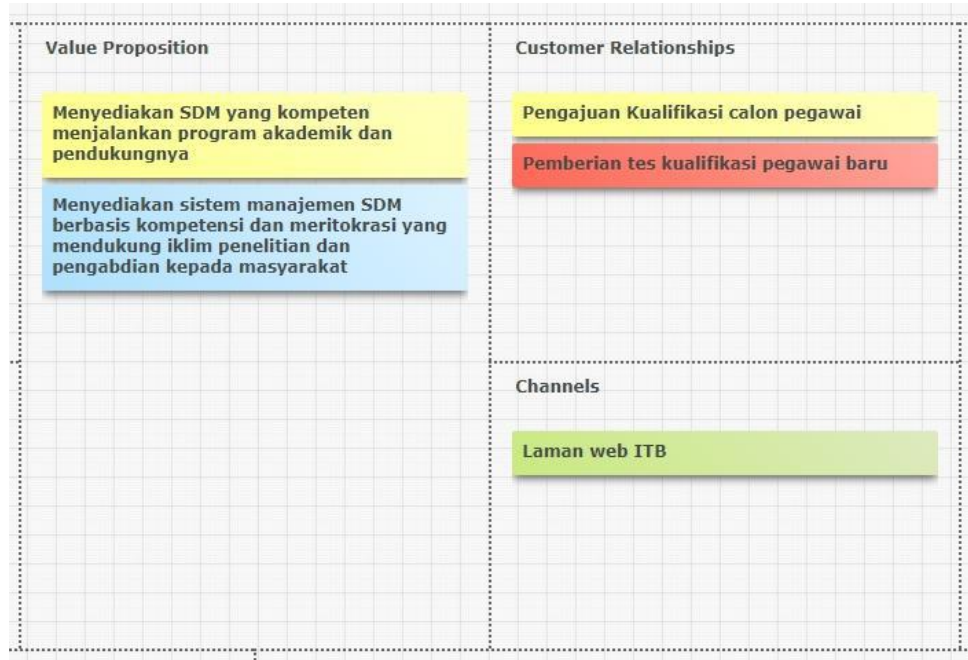 Value Proposition
Menyediakan SDM yang kompeten
menjalankan program akademik dan
pendukungnya
Menyediakan sistem manajemen SDM
berbasis kompetensi dan meritokrasi yang
mendukung iklim penelitian dan
pengabdian kepada masyarakat
Customer Relationships
Pengajuan Kualifikasi calon pegawai
Pemberian tes kualifikasi pegawai baru
Channels
Laman web ITB